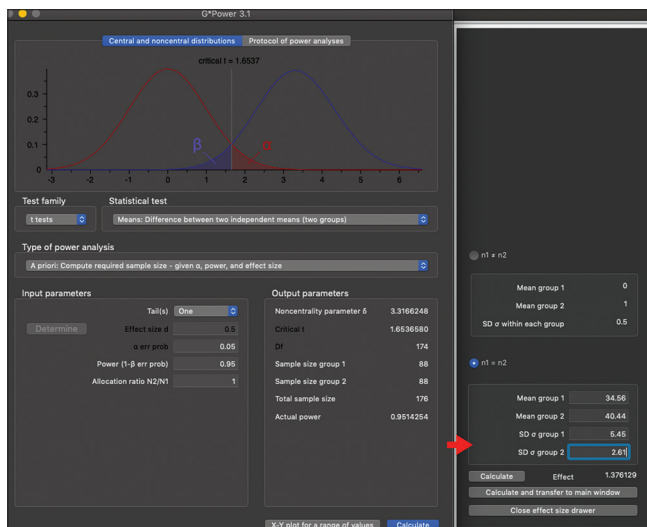 G*Power 3.1
Central and noncentral distributions Protocol of power analyses
critical t = 1.6537
0.3
0.2
0.1
0
β
α
-3 -2 -1 0 1 2 3 4 5 6
Test family Statistical test
t tests Means: Difference between two independent means (two groups)
Type of power analysis
A priori: Compute required sample size - given α, power, and effect size
Input parameters
Tail(s) One
Determine Effect size d 0.5
α err prob 0.05
Power (1-β err prob) 0.95
Allocation ratio N2/N1 1
Output parameters
Noncentrality parameter δ 3.3166248
Critical t 1.6536580
Df 174
Sample size group 1 88
Sample size group 2 88
Total sample size 176
Actual power 0.9514254
X-Y plot for a range of values Calculate
n1 ≠ n2
Mean group 1 0
Mean group 2 1
SD σ within each group 0.5
n1 = n2
Mean group 1 34.56
Mean group 2 40.44
SD σ group 1 5.45
SD σ group 2 2.61
Calculate Effect 1.376129
Calculate and transfer to main window
Close effect size drawer